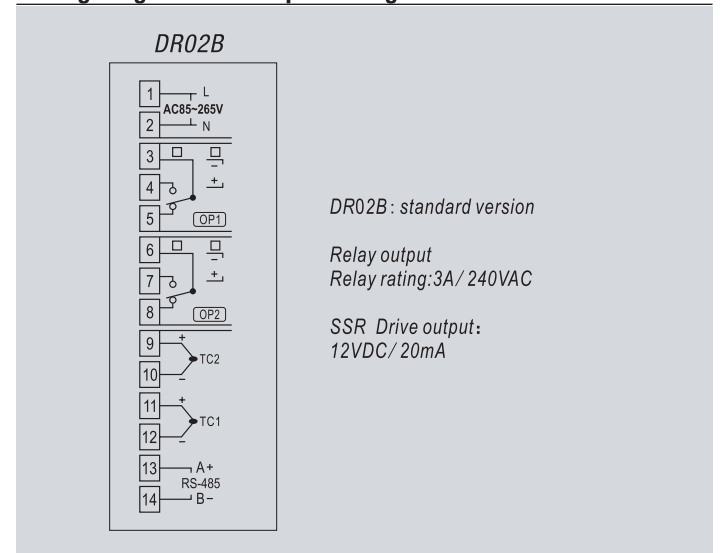 DR02B
1 L
AC85~265V
2 N
3 −
4 +
5 OP1
6 −
7 +
8 OP2
9 +
TC2
10 −
11 +
TC1
12 −
13 A+
RS-485
14 B−
DR02B: standard version
Relay output
Relay rating:3A/240VAC
SSR Drive output:
12VDC/20mA